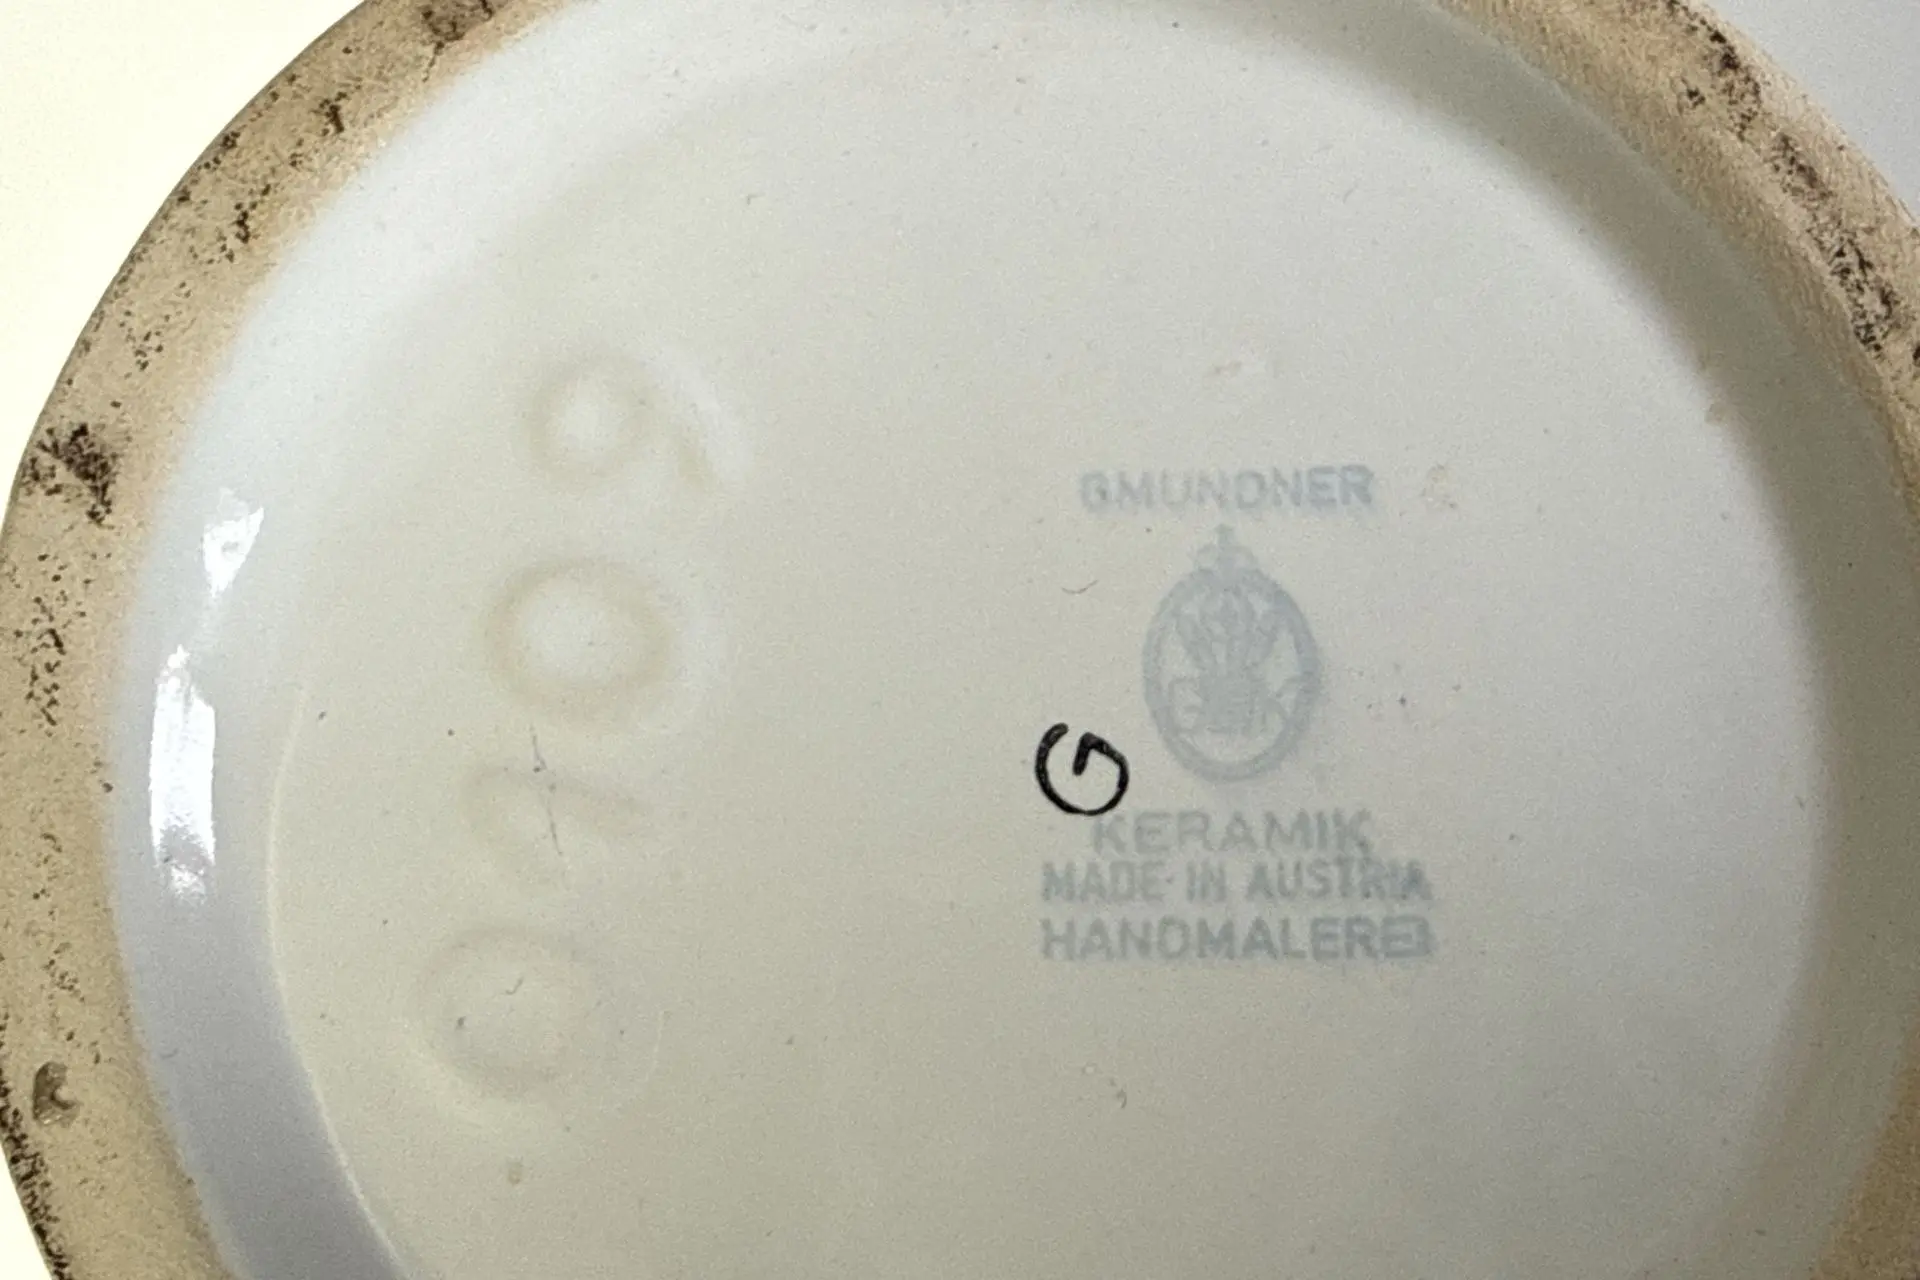 GMUNDNER
G
KERAMIK
MADE IN AUSTRIA
HANDMALEREI